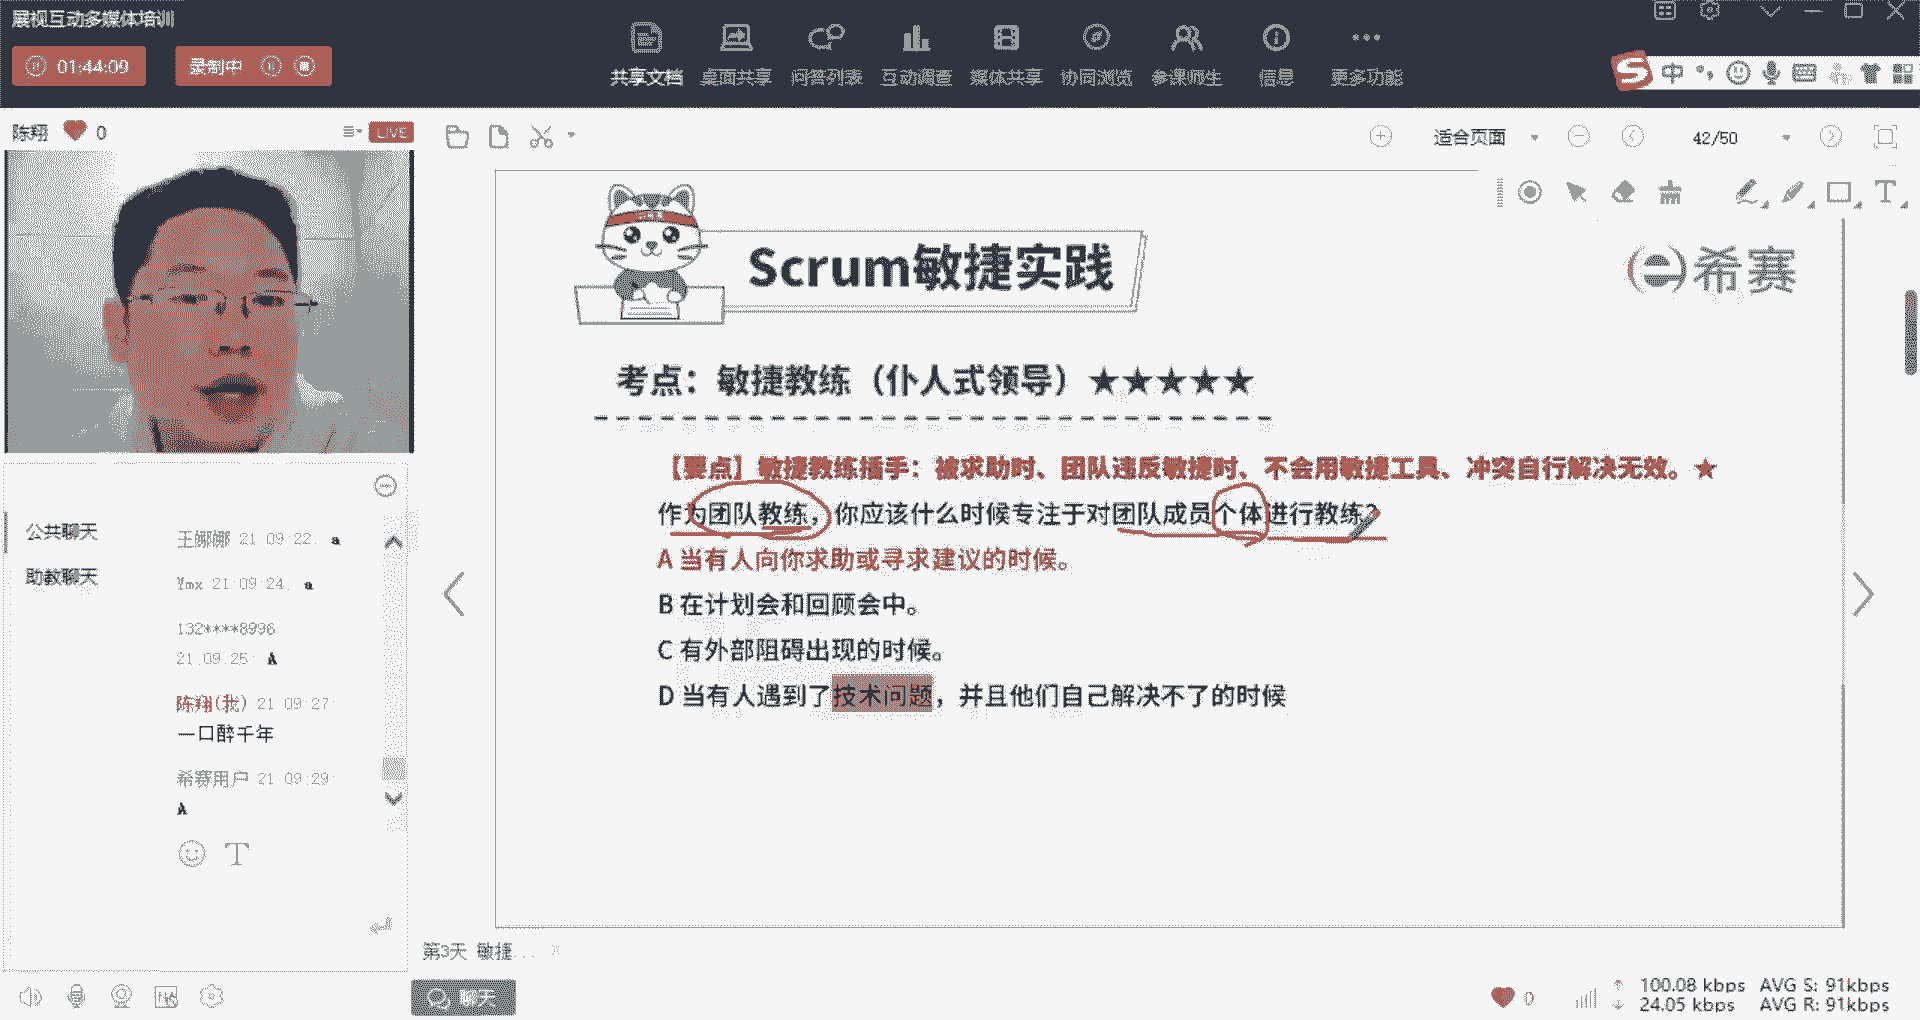 展视互动多媒体培训
01:44:09
录制中
共享文档
桌面共享
问答列表
互动调查
媒体共享
协同浏览
参课师生
信息
更多功能
中
陈翔
0
LIVE
适合页面
42/50
Scrum敏捷实践
希赛
考点：敏捷教练（仆人式领导）★★★★★
【要点】敏捷教练插手：被求助时、团队违反敏捷时、不会用敏捷工具、冲突自行解决无效。★
作为团队教练，你应该什么时候专注于对团队成员个体进行教练？
A 当有人向你求助或寻求建议的时候。
B 在计划会和回顾会中。
C 有外部阻碍出现的时候。
D 当有人遇到了技术问题，并且他们自己解决不了的时候
公共聊天
助教聊天
王娜娜 21:09:22 a
Ymx 21:09:24 a
132****8996
21:09:25 A
陈翔(我) 21:09:27
一口醉千年
希赛用户 21:09:29
A
第3天 敏捷...
聊天
0
100.08 kbps AVG S: 91kbps
24.05 kbps AVG R: 91kbps